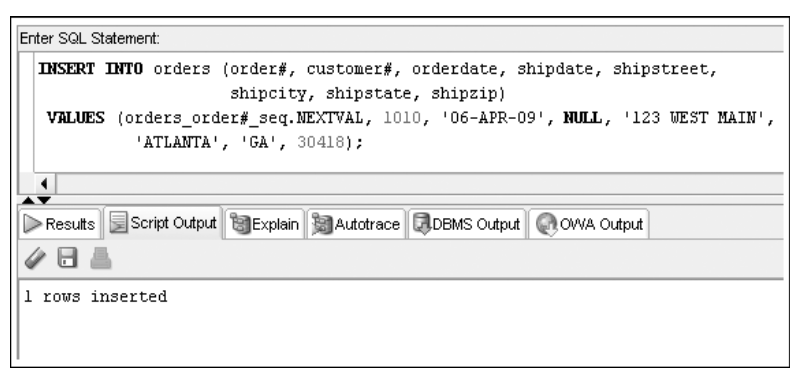 Enter SQL Statement:
INSERT INTO orders (order#, customer#, orderdate, shipdate, shipstreet,
shipcity, shipstate, shipzip)
VALUES (orders_order#_seq.NEXTVAL, 1010, '06-APR-09', NULL, '123 WEST MAIN',
'ATLANTA', 'GA', 30418);
Results Script Output Explain Autotrace DBMS Output OWA Output
1 rows inserted